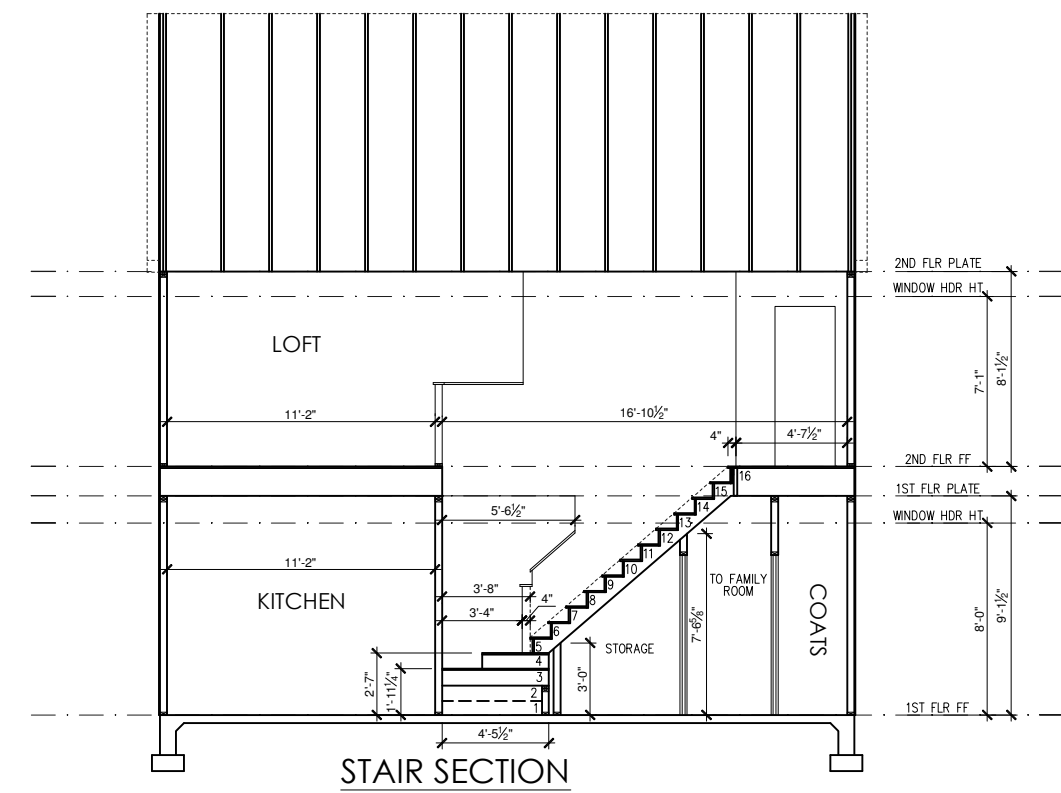 2ND FLR PLATE
WINDOW HDR HT
LOFT
7'-1"
8'-1½"
11'-2"
16'-10½"
4"
4'-7½"
2ND FLR FF
16
15
1ST FLR PLATE
14
5'-6½"
13
WINDOW HDR HT
12
11
11'-2"
10
TO FAMILY
ROOM
9
3'-8"
KITCHEN
8
4"
3'-4"
7
7'-6⅝"
COATS
8'-0"
9'-1½"
6
5
STORAGE
4
3
2'-7"
1'-11¼"
3'-0"
2
1
1ST FLR FF
4'-5½"
STAIR SECTION